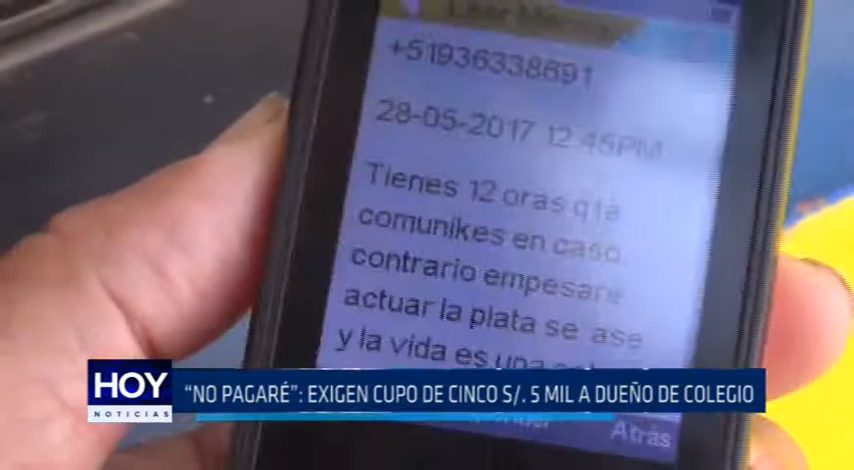 +51936338691
28-05-2017 12:45PM
Tienes 12 oras q te
comunikes en caso
contrario empesare
actuar la plata se ase
y la vida es una
HOY
NOTICIAS
“NO PAGARÉ”: EXIGEN CUPO DE CINCO S/. 5 MIL A DUEÑO DE COLEGIO
Atrás